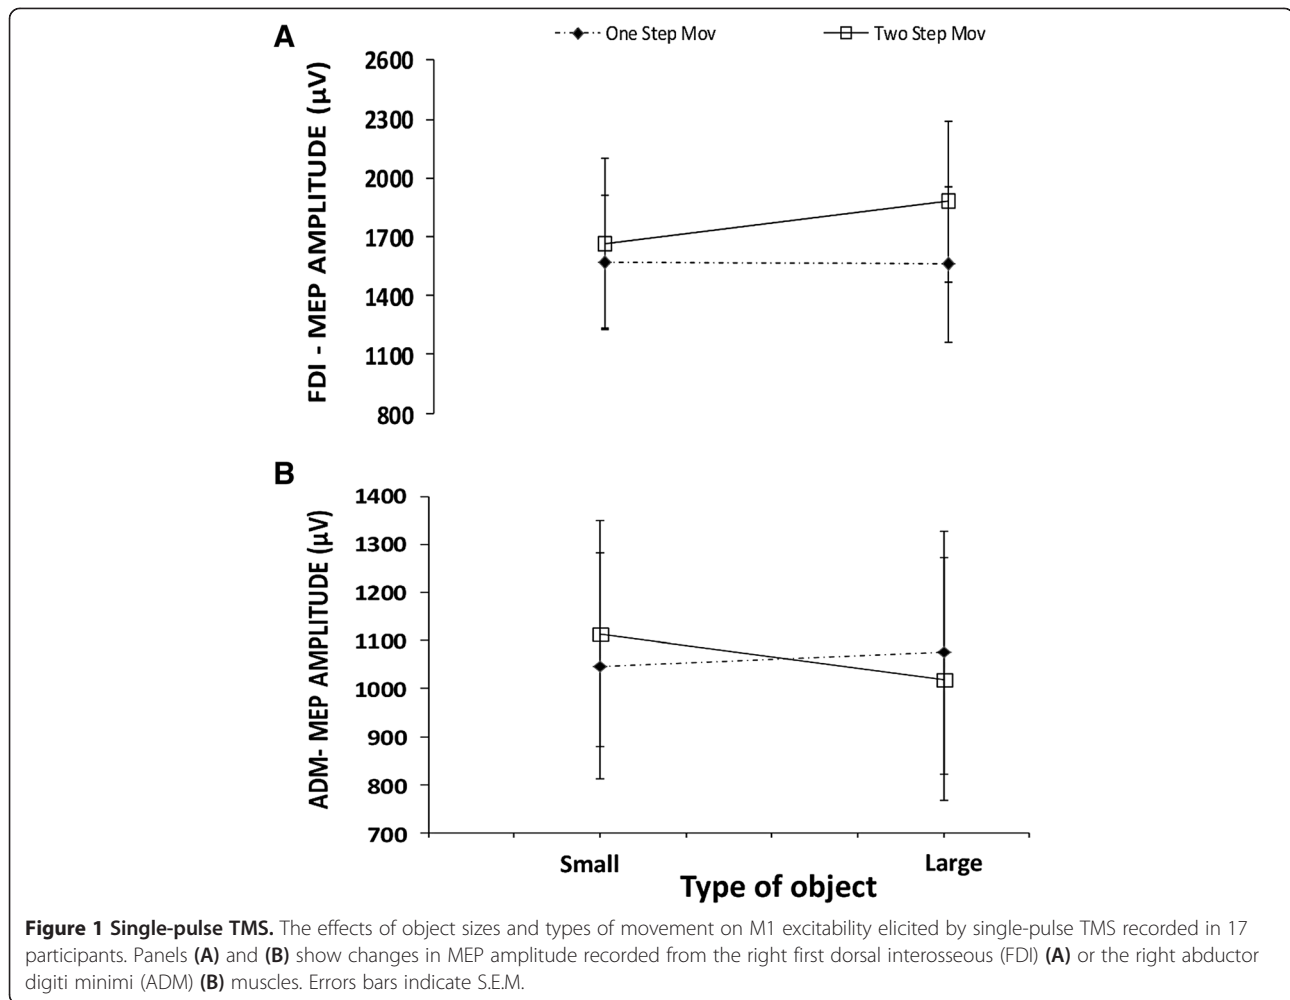 A
One Step Mov
Two Step Mov
FDI - MEP AMPLITUDE (µV)
2600
2300
2000
1700
1400
1100
800
B
ADM- MEP AMPLITUDE (µV)
1400
1300
1200
1100
1000
900
800
700
Small
Large
Type of object
Figure 1 Single-pulse TMS. The effects of object sizes and types of movement on M1 excitability elicited by single-pulse TMS recorded in 17
participants. Panels (A) and (B) show changes in MEP amplitude recorded from the right first dorsal interosseous (FDI) (A) or the right abductor
digiti minimi (ADM) (B) muscles. Errors bars indicate S.E.M.